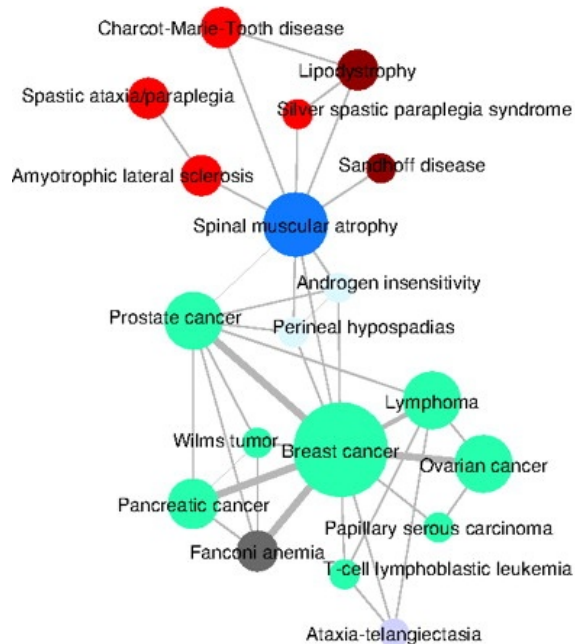 Charcot-Marie-Tooth disease
Lipodystrophy
Spastic ataxia/paraplegia
Silver spastic paraplegia syndrome
Sandhoff disease
Amyotrophic lateral sclerosis
Spinal muscular atrophy
Androgen insensitivity
Prostate cancer
Perineal hypospadias
Lymphoma
Wilms tumor
Breast cancer
Ovarian cancer
Pancreatic cancer
Papillary serous carcinoma
Fanconi anemia
T-cell lymphoblastic leukemia
Ataxia-telangiectasia